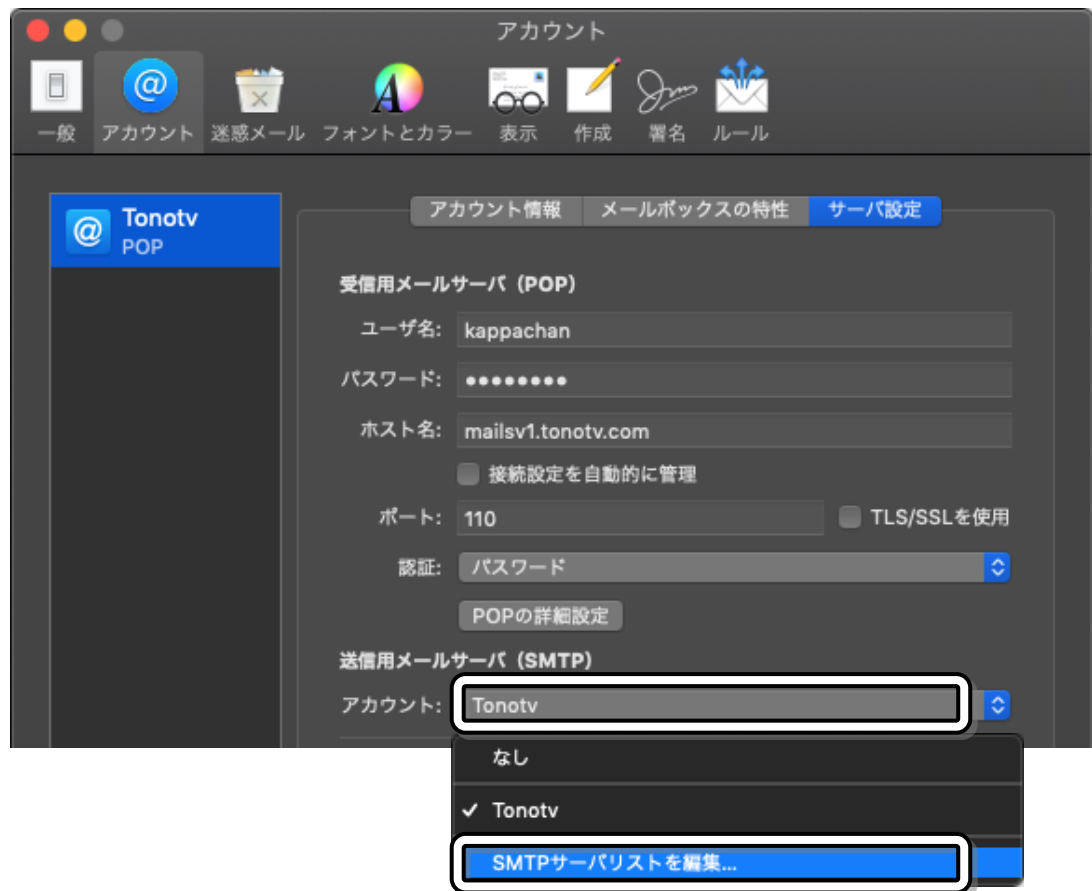 アカウント
一般 アカウント 迷惑メール フォントとカラー 表示 作成 署名 ルール
Tonotv
POP
アカウント情報 メールボックスの特性 サーバ設定
受信用メールサーバ（POP）
ユーザ名: kappachan
パスワード: ●●●●●●●●
ホスト名: mailsv1.tonotv.com
接続設定を自動的に管理
ポート: 110 TLS/SSLを使用
認証: パスワード
POPの詳細設定
送信用メールサーバ（SMTP）
アカウント: Tonotv
なし
✓ Tonotv
SMTPサーバリストを編集...